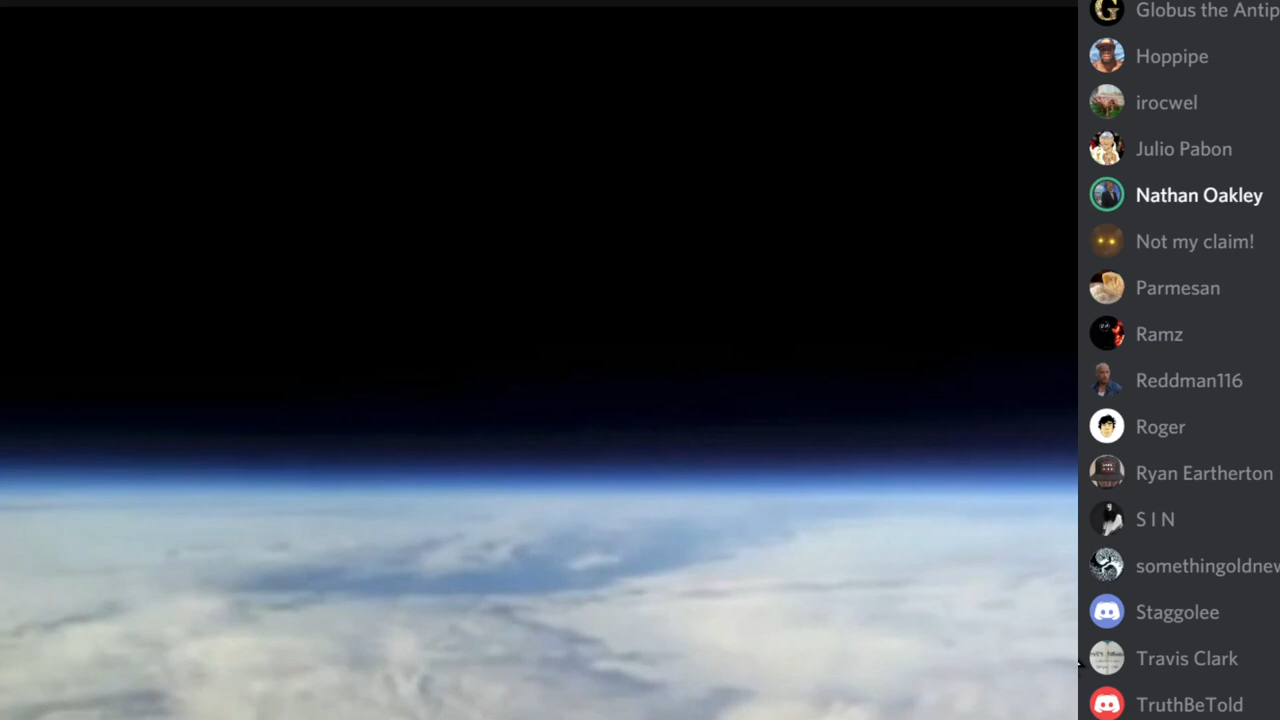 Globus the Antip
Hoppipe
irocwel
Julio Pabon
Nathan Oakley
Not my claim!
Parmesan
Ramz
Reddman116
Roger
Ryan Eartherton
S I N
somethingoldnev
Staggolee
Travis Clark
TruthBeTold